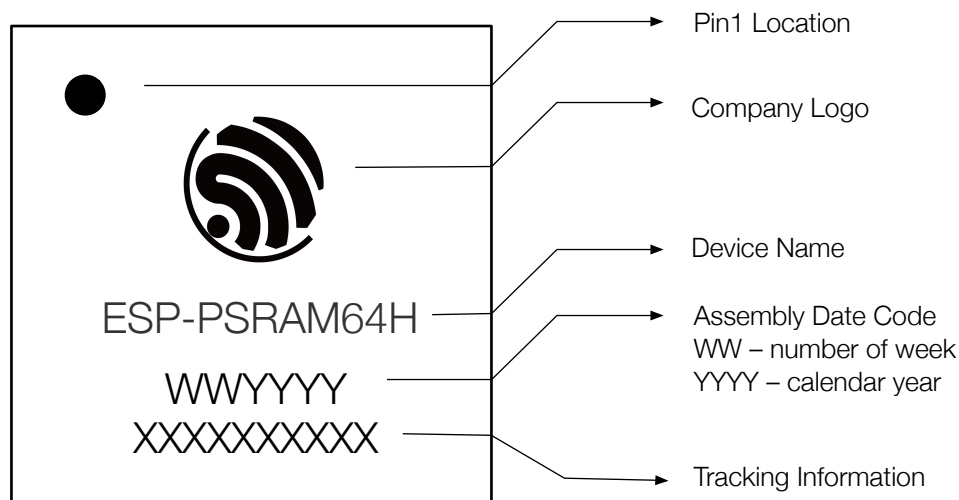 Pin1 Location
Company Logo
Device Name
ESP-PSRAM64H
Assembly Date Code
WW – number of week
YYYY – calendar year
WWYYYY
XXXXXXXXXX
Tracking Information